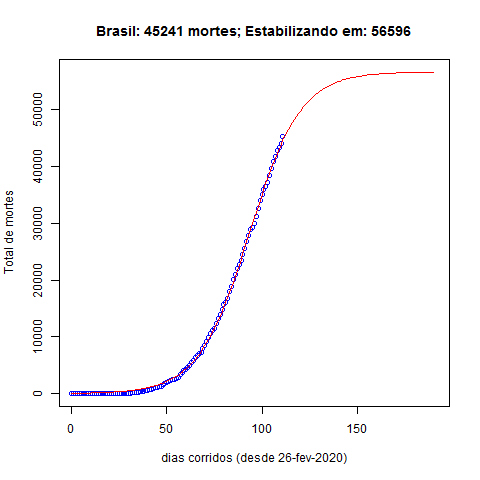 Brasil: 45241 mortes; Estabilizando em: 56596
Total de mortes
50000
40000
30000
20000
10000
0
0 50 100 150
dias corridos (desde 26-fev-2020)